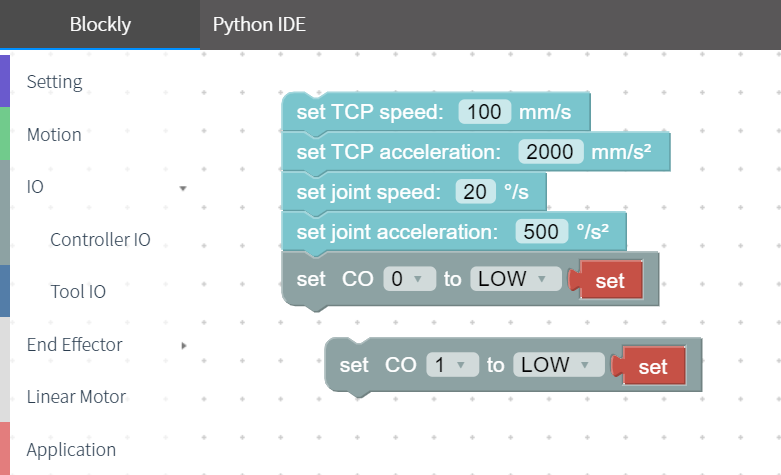 Blockly Python IDE
Setting
Motion
IO
Controller IO
Tool IO
End Effector
Linear Motor
Application
set TCP speed: 100 mm/s
set TCP acceleration: 2000 mm/s²
set joint speed: 20 °/s
set joint acceleration: 500 °/s²
set CO 0 to LOW set
set CO 1 to LOW set